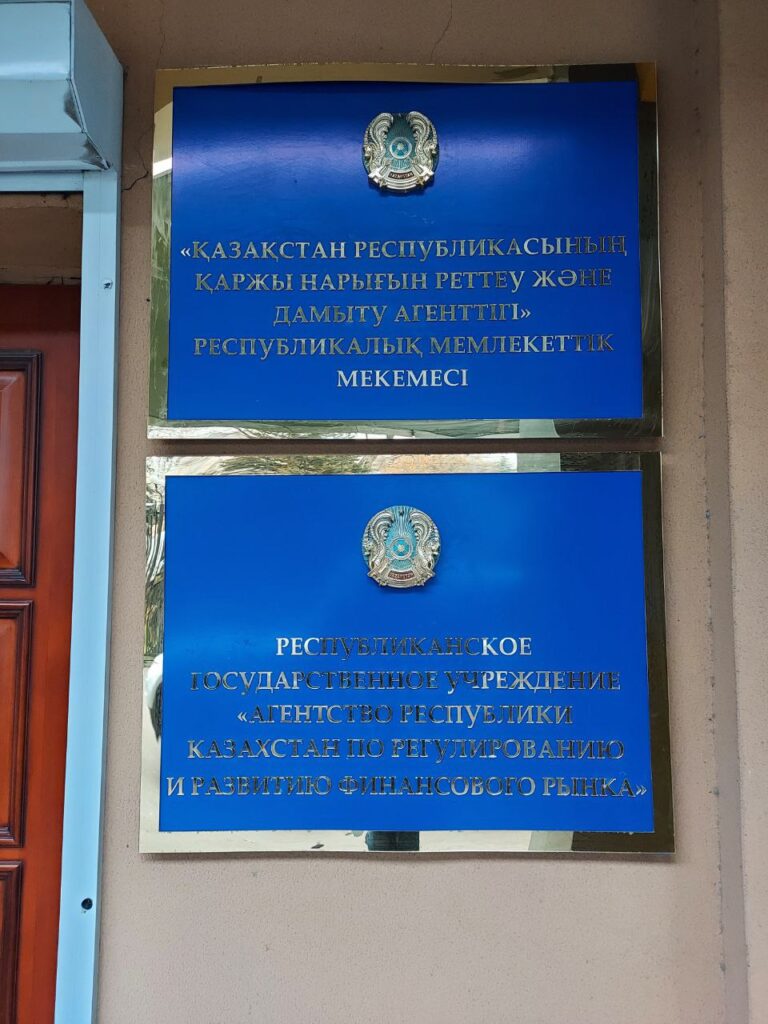 «ҚАЗАҚСТАН РЕСПУБЛИКАСЫНЫҢ
ҚАРЖЫ НАРЫҒЫН РЕТТЕУ ЖӘНЕ
ДАМЫТУ АГЕНТТІГІ»
РЕСПУБЛИКАЛЫҚ МЕМЛЕКЕТТІК
МЕКЕМЕСІ
РЕСПУБЛИКАНСКОЕ
ГОСУДАРСТВЕННОЕ УЧРЕЖДЕНИЕ
«АГЕНТСТВО РЕСПУБЛИКИ
КАЗАХСТАН ПО РЕГУЛИРОВАНИЮ
И РАЗВИТИЮ ФИНАНСОВОГО РЫНКА»